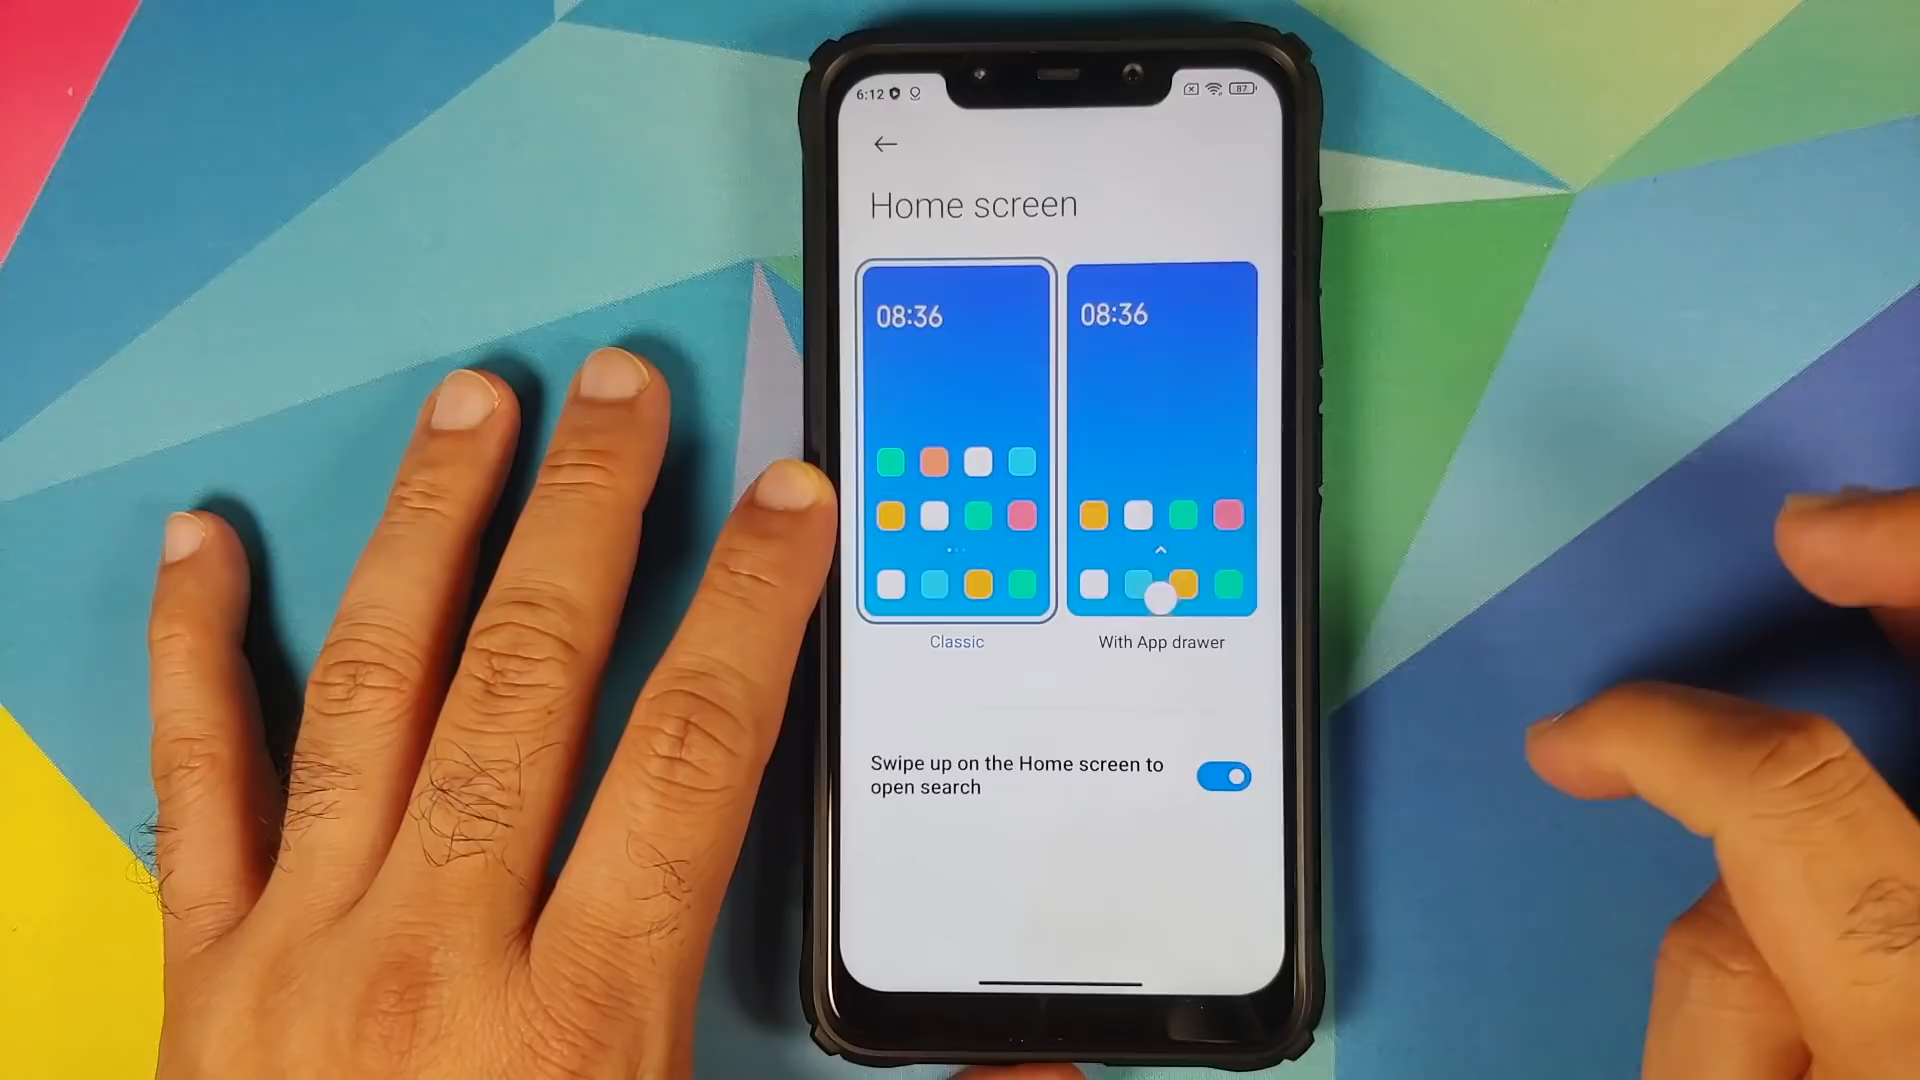 6:12
87
Home screen
08:36
08:36
Classic
With App drawer
Swipe up on the Home screen to
open search